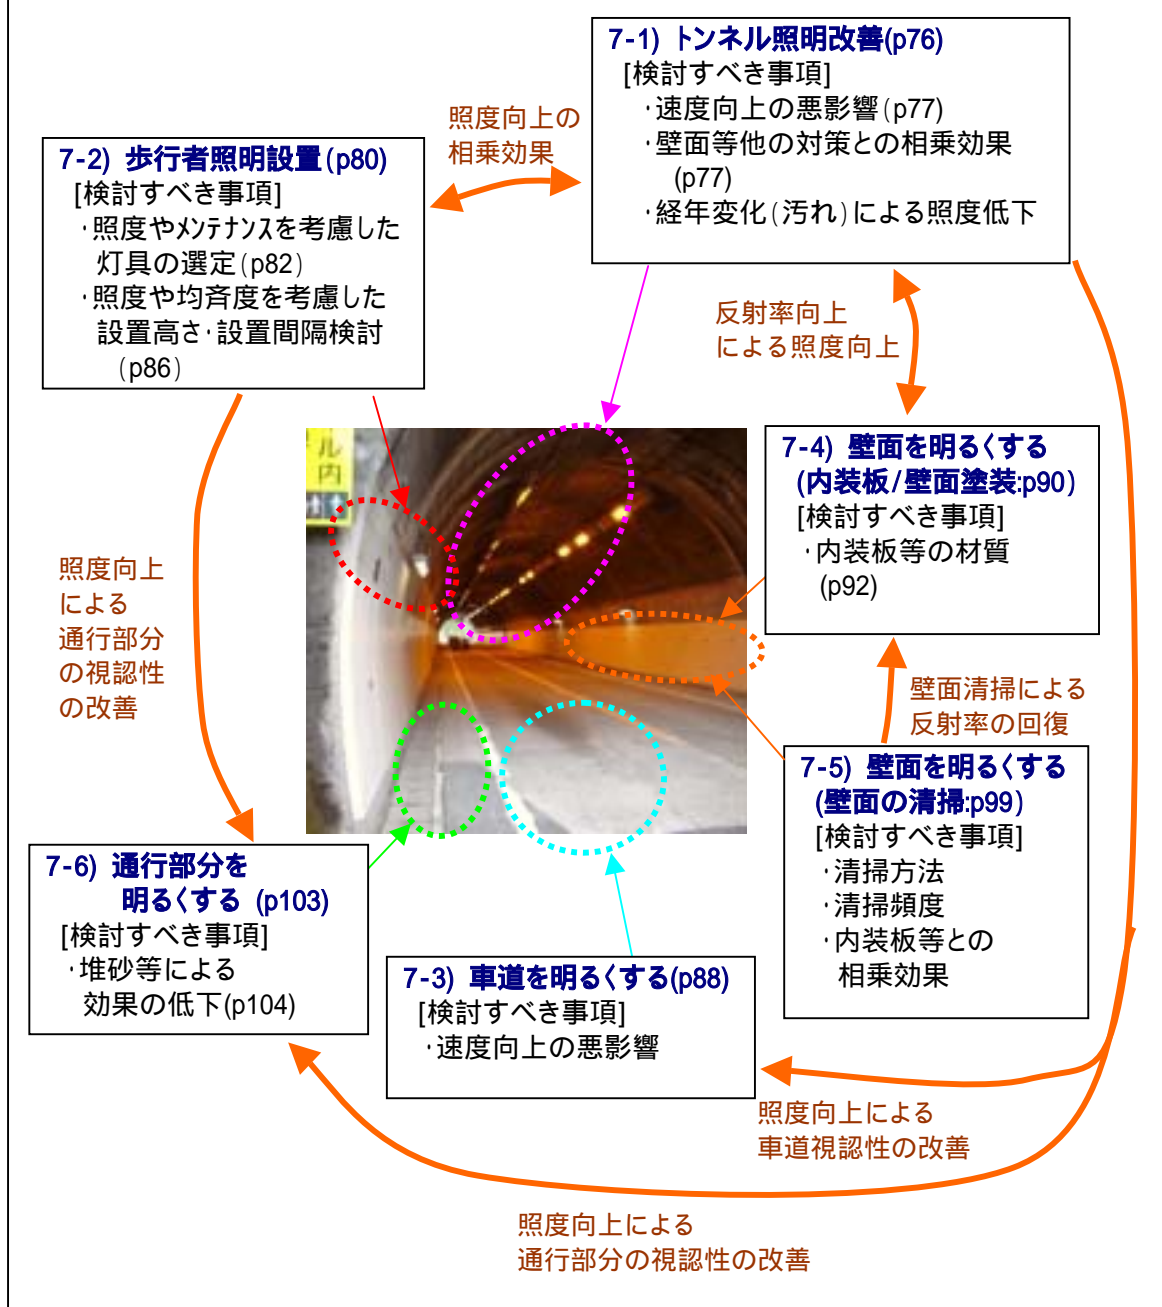 7-1) トンネル照明改善(p76)
[検討すべき事項]
・速度向上の悪影響(p77)
・壁面等他の対策との相乗効果
(p77)
・経年変化(汚れ)による照度低下
照度向上の
相乗効果
7-2) 歩行者照明設置(p80)
[検討すべき事項]
・照度やメンテナンスを考慮した
灯具の選定(p82)
・照度や均斉度を考慮した
設置高さ・設置間隔検討
(p86)
反射率向上
による照度向上
ル
内
7-4) 壁面を明るくする
(内装板/壁面塗装:p90)
[検討すべき事項]
・内装板等の材質
(p92)
照度向上
による
通行部分
の視認性
の改善
壁面清掃による
反射率の回復
7-5) 壁面を明るくする
(壁面の清掃:p99)
[検討すべき事項]
・清掃方法
・清掃頻度
・内装板等との
相乗効果
7-6) 通行部分を
明るくする (p103)
[検討すべき事項]
・堆砂等による
効果の低下(p104)
7-3) 車道を明るくする(p88)
[検討すべき事項]
・速度向上の悪影響
照度向上による
車道視認性の改善
照度向上による
通行部分の視認性の改善